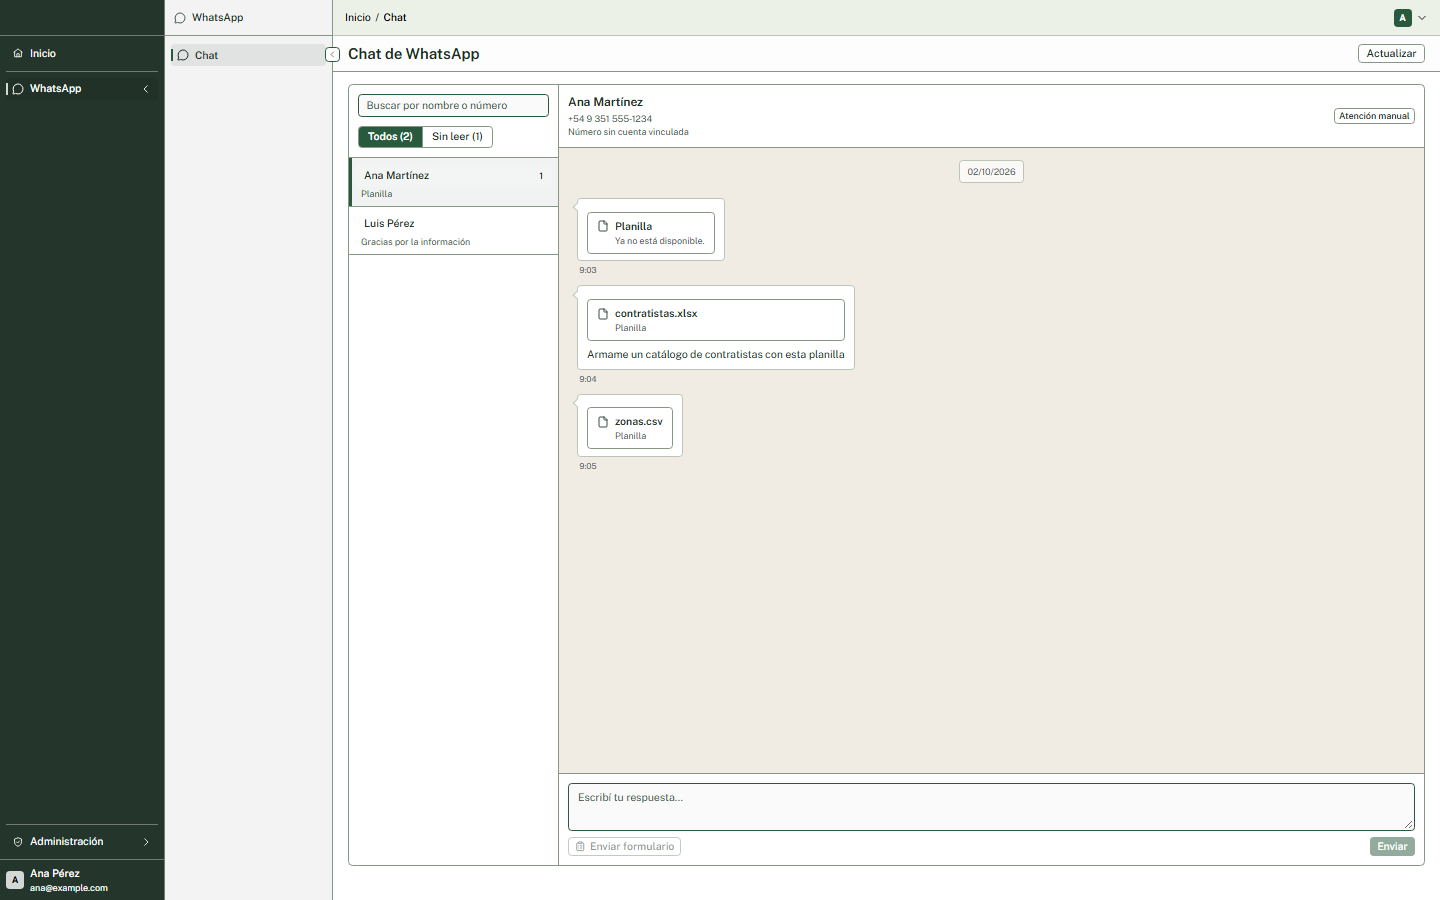 Inicio
WhatsApp
Administración
A
Ana Pérez
ana@example.com
WhatsApp
Chat
Inicio / Chat
A
Chat de WhatsApp
Actualizar
Buscar por nombre o número
Todos (2)
Sin leer (1)
Ana Martínez
1
Planilla
Luis Pérez
Gracias por la información
Ana Martínez
+54 9 351 555-1234
Número sin cuenta vinculada
Atención manual
02/10/2026
Planilla
Ya no está disponible.
9:03
contratistas.xlsx
Planilla
Armame un catálogo de contratistas con esta planilla
9:04
zonas.csv
Planilla
9:05
Escribí tu respuesta...
Enviar formulario
Enviar